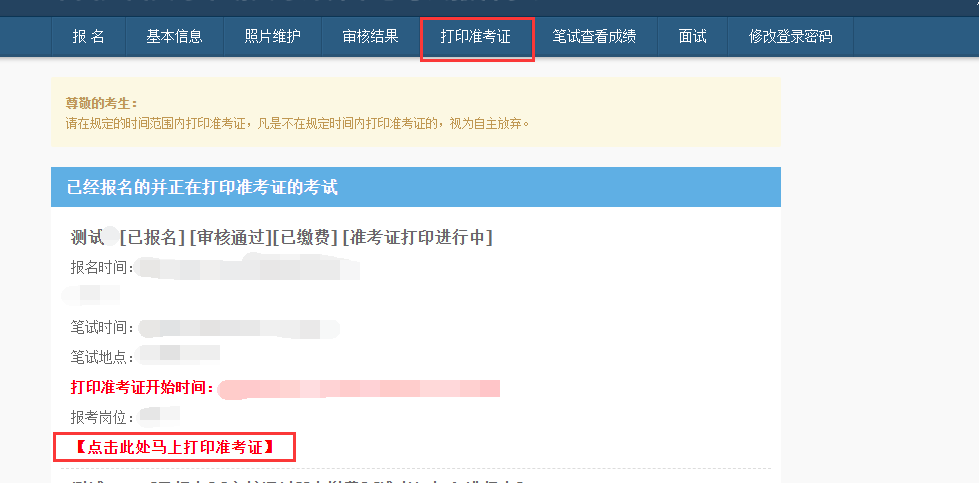 报 名 基本信息 照片维护 审核结果 打印准考证 笔试查看成绩 面试 修改登录密码
尊敬的考生：
请在规定的时间范围内打印准考证，凡是不在规定时间内打印准考证的，视为自主放弃。
已经报名的并正在打印准考证的考试
测试 [已报名] [审核通过][已缴费] [准考证打印进行中]
报名时间：
笔试时间：
笔试地点：
打印准考证开始时间：
报考岗位：
【点击此处马上打印准考证】